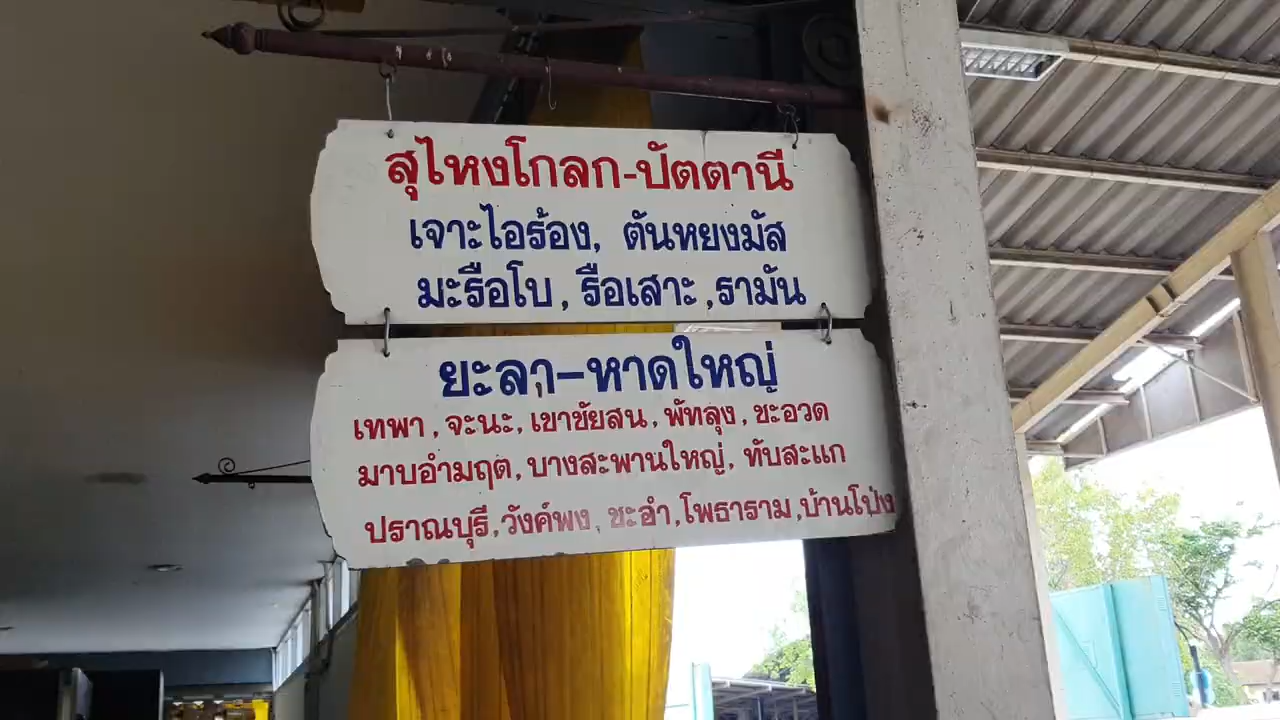 สุไหงโกลก-ปัตตานี
เจาะไอร้อง, ตันหยงมัส
มะรือโบ, รือเสาะ, รามัน
ยะลา-หาดใหญ่
เทพา, จะนะ, เขาชัยสน, พัทลุง, ชะอวด
มาบอำมฤต, บางสะพานใหญ่, ทับสะแก
ปราณบุรี, วังค์พง, ชะอำ, โพธาราม, บ้านโป่ง